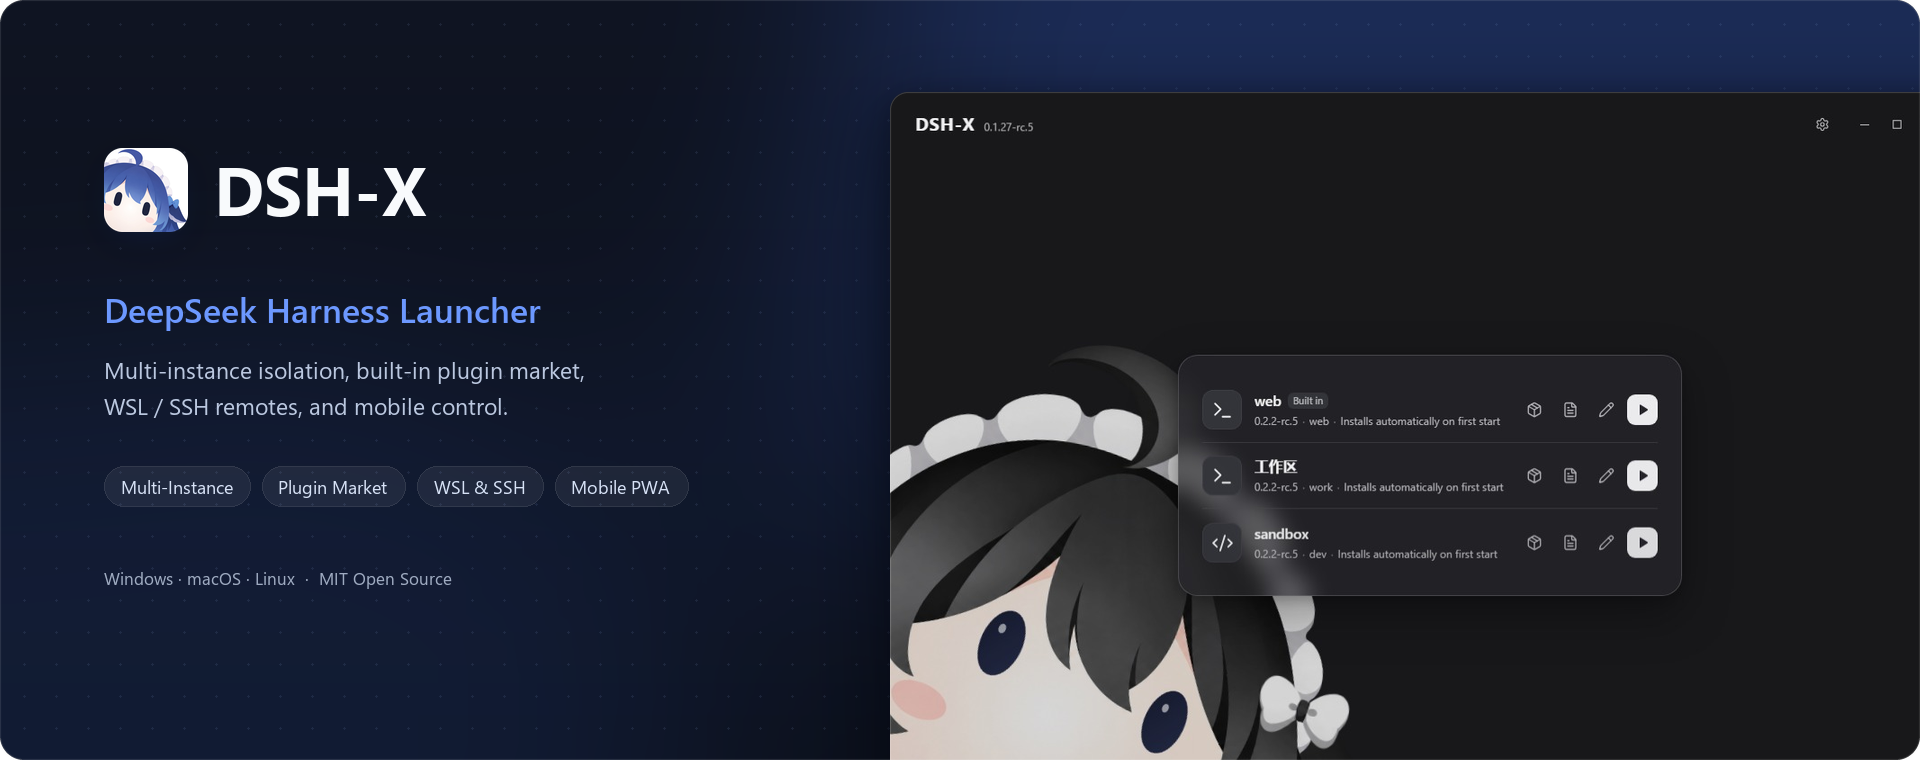 DSH-X
DeepSeek Harness Launcher
Multi-instance isolation, built-in plugin market,
WSL / SSH remotes, and mobile control.
Multi-Instance
Plugin Market
WSL & SSH
Mobile PWA
Windows · macOS · Linux · MIT Open Source
DSH-X 0.1.27-rc.5
web Built in
0.2.2-rc.5 · web · Installs automatically on first start
工作区
0.2.2-rc.5 · work · Installs automatically on first start
sandbox
0.2.2-rc.5 · dev · Installs automatically on first start